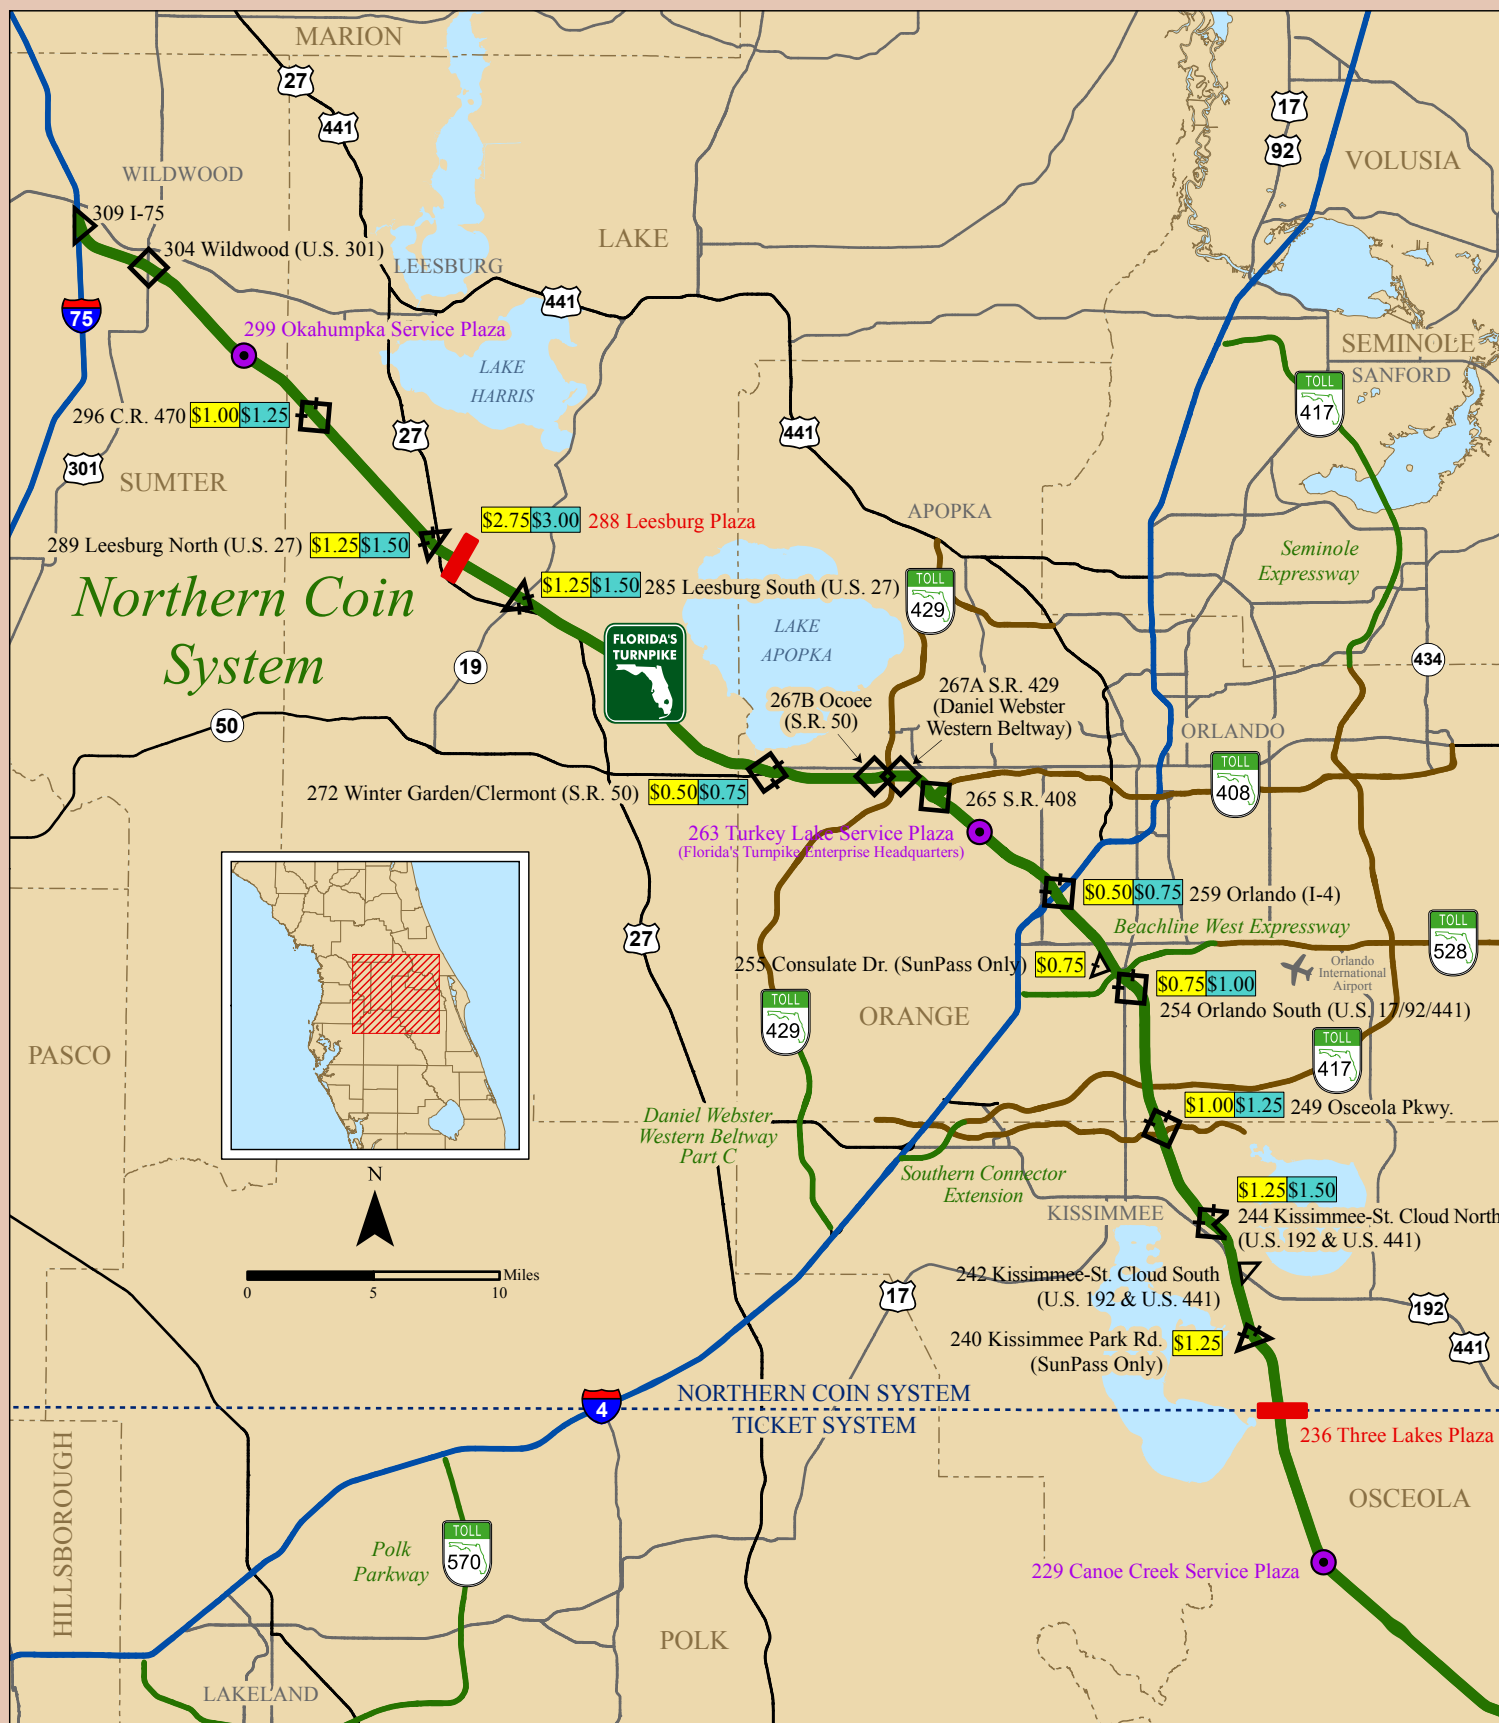 MARION
27
441
17
92
VOLUSIA
WILDWOOD
309 I-75
304 Wildwood (U.S. 301)
LAKE
LEESBURG
441
75
299 Okahumpka Service Plaza
SEMINOLE
SANFORD
LAKE
HARRIS
TOLL
417
296 C.R. 470 $1.00 $1.25
27
441
301
SUMTER
APOPKA
$2.75 $3.00 288 Leesburg Plaza
289 Leesburg North (U.S. 27) $1.25 $1.50
Seminole
Expressway
Northern Coin
System
$1.25 $1.50 285 Leesburg South (U.S. 27)
TOLL
429
FLORIDA'S
TURNPIKE
LAKE
APOPKA
19
434
267A S.R. 429
(Daniel Webster
Western Beltway)
267B Ocoee
(S.R. 50)
50
ORLANDO
TOLL
408
272 Winter Garden/Clermont (S.R. 50) $0.50 $0.75
265 S.R. 408
263 Turkey Lake Service Plaza
(Florida's Turnpike Enterprise Headquarters)
$0.50 $0.75 259 Orlando (I-4)
27
Beachline West Expressway
TOLL
528
255 Consulate Dr. (SunPass Only) $0.75
Orlando
International
Airport
$0.75 $1.00
254 Orlando South (U.S. 17/92/441)
TOLL
429
ORANGE
PASCO
TOLL
417
$1.00 $1.25 249 Osceola Pkwy.
Daniel Webster
Western Beltway
Part C
Southern Connector
Extension
N
$1.25 $1.50
KISSIMMEE
244 Kissimmee-St. Cloud North
(U.S. 192 & U.S. 441)
Miles
0 5 10
242 Kissimmee-St. Cloud South
(U.S. 192 & U.S. 441)
17
192
240 Kissimmee Park Rd.
(SunPass Only)
$1.25
441
NORTHERN COIN SYSTEM
4
TICKET SYSTEM
236 Three Lakes Plaza
HILLSBOROUGH
OSCEOLA
TOLL
570
Polk
Parkway
229 Canoe Creek Service Plaza
POLK
LAKELAND